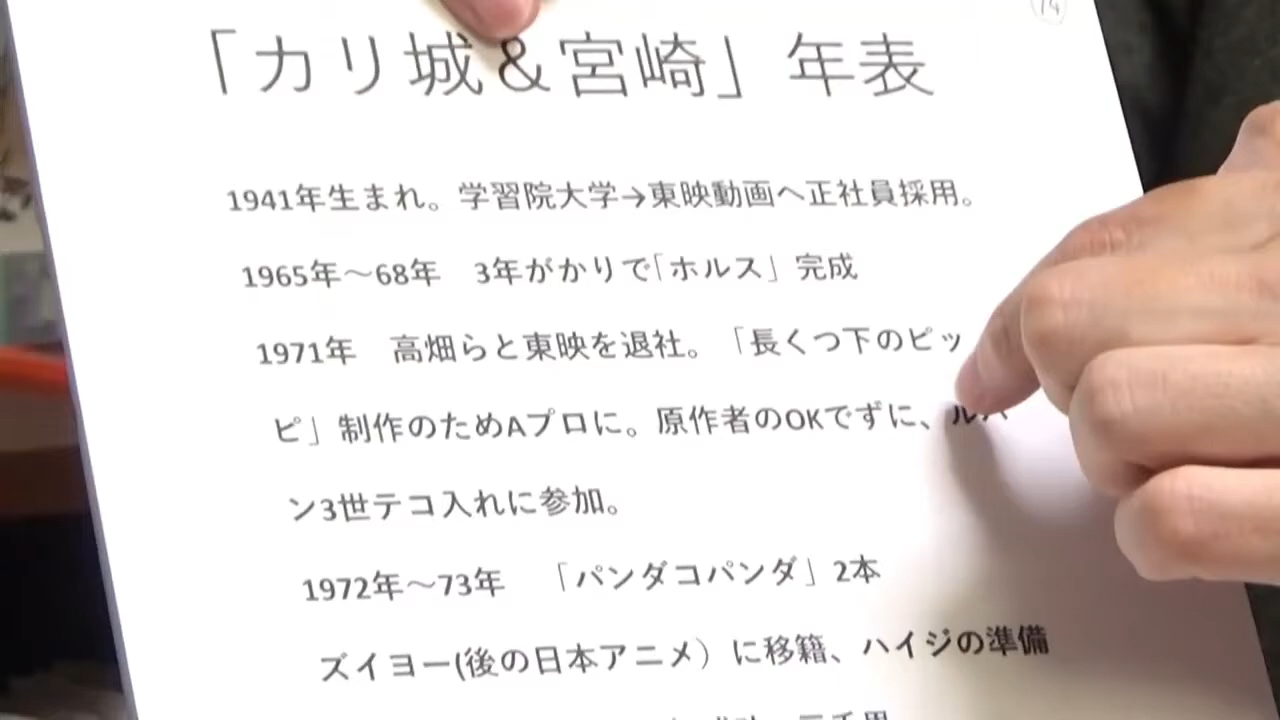 14
「カリ城&宮崎」年表
1941年生まれ。学習院大学→東映動画へ正社員採用。
1965年～68年　3年がかりで「ホルス」完成
1971年　高畑らと東映を退社。「長くつ下のピッ
ピ」制作のためAプロに。原作者のOKでずに、ルパ
ン3世テコ入れに参加。
1972年～73年　「パンダコパンダ」2本
ズイヨー(後の日本アニメ）に移籍、ハイジの準備